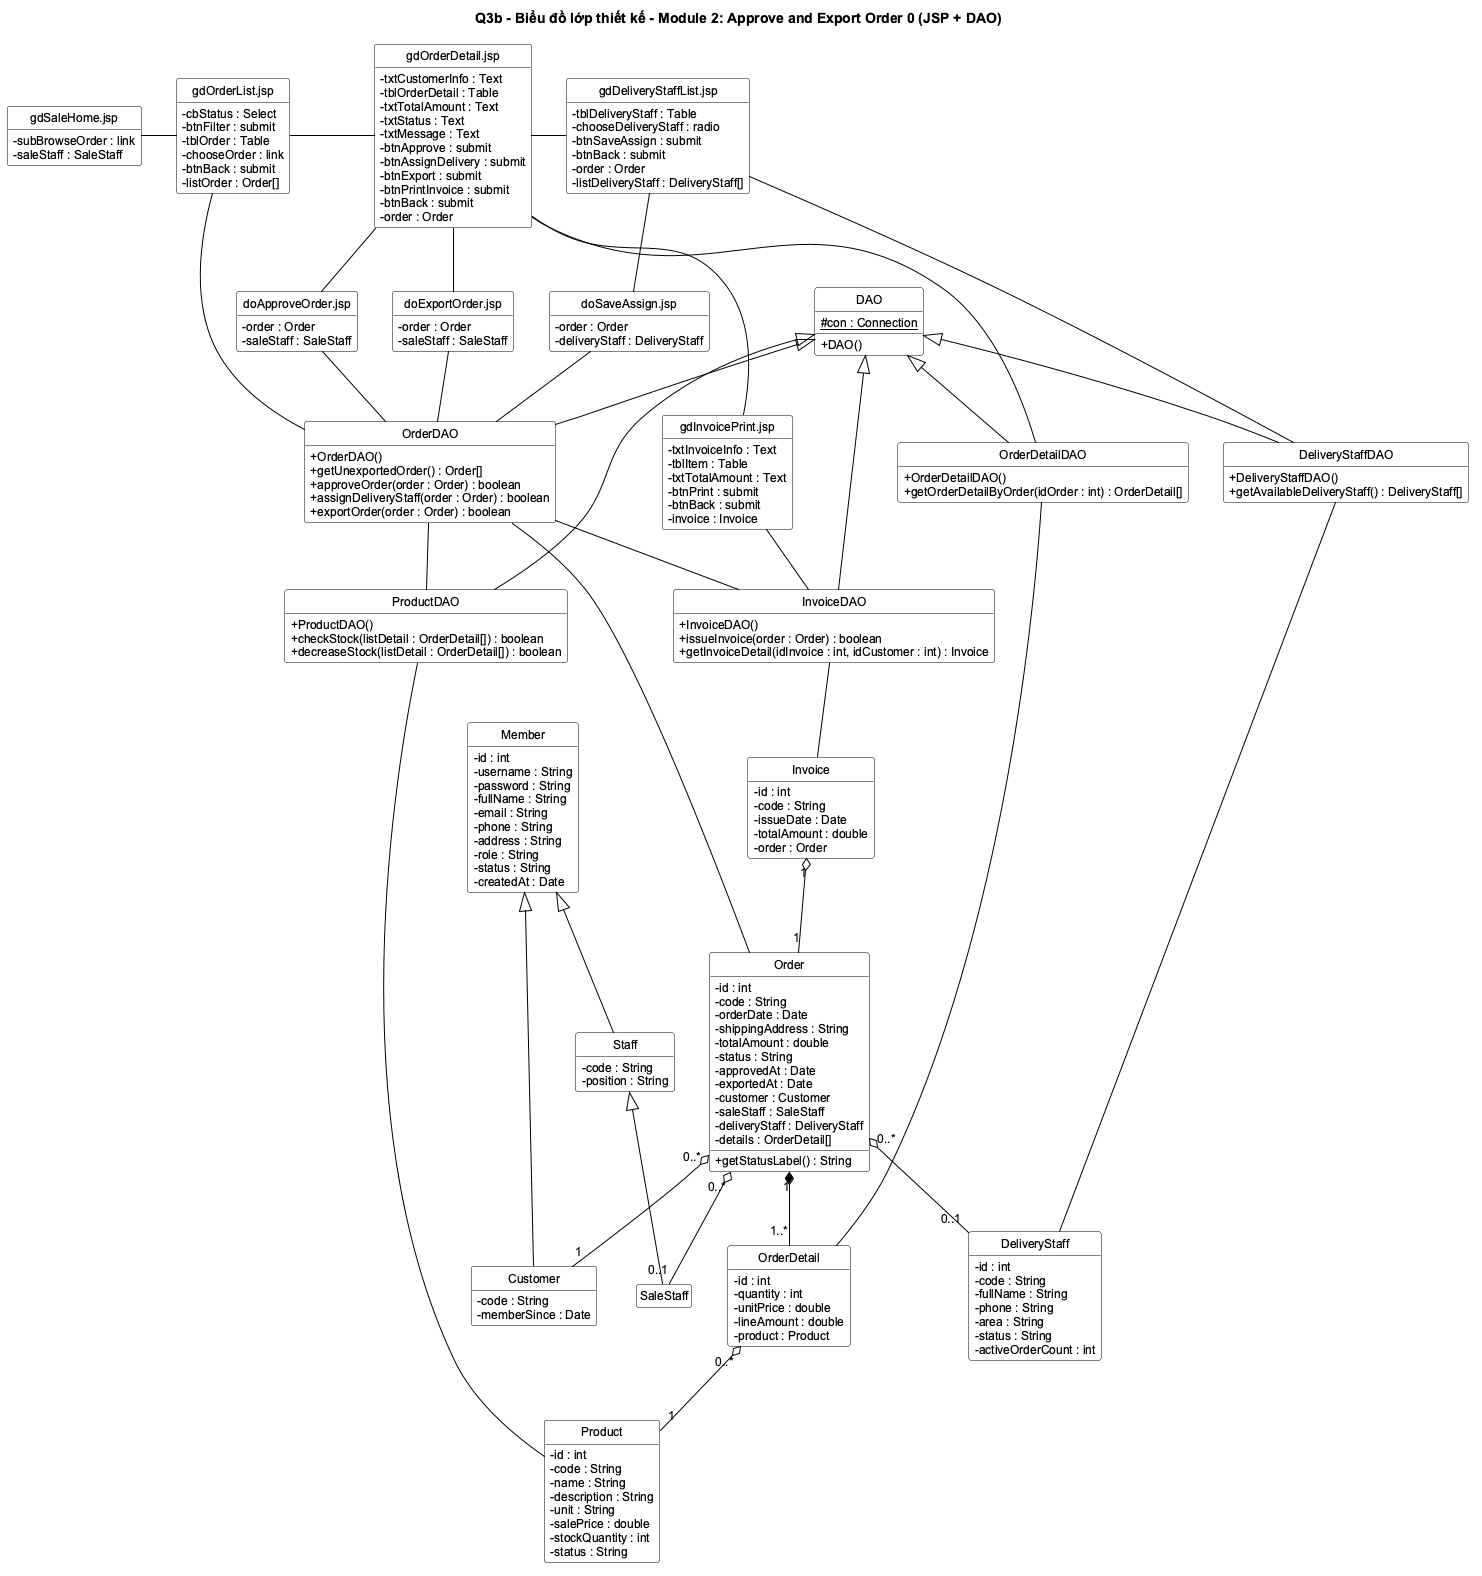 Q3b - Biểu đồ lớp thiết kế - Module 2: Approve and Export Order 0 (JSP + DAO)
gdSaleHome.jsp
-subBrowseOrder : link
-saleStaff : SaleStaff
gdOrderList.jsp
-cbStatus : Select
-btnFilter : submit
-tblOrder : Table
-chooseOrder : link
-btnBack : submit
-listOrder : Order[]
gdOrderDetail.jsp
-txtCustomerInfo : Text
-tblOrderDetail : Table
-txtTotalAmount : Text
-txtStatus : Text
-txtMessage : Text
-btnApprove : submit
-btnAssignDelivery : submit
-btnExport : submit
-btnPrintInvoice : submit
-btnBack : submit
-order : Order
gdDeliveryStaffList.jsp
-tblDeliveryStaff : Table
-chooseDeliveryStaff : radio
-btnSaveAssign : submit
-btnBack : submit
-order : Order
-listDeliveryStaff : DeliveryStaff[]
doApproveOrder.jsp
-order : Order
-saleStaff : SaleStaff
doExportOrder.jsp
-order : Order
-saleStaff : SaleStaff
doSaveAssign.jsp
-order : Order
-deliveryStaff : DeliveryStaff
DAO
#con : Connection
+DAO()
OrderDAO
+OrderDAO()
+getUnexportedOrder() : Order[]
+approveOrder(order : Order) : boolean
+assignDeliveryStaff(order : Order) : boolean
+exportOrder(order : Order) : boolean
gdInvoicePrint.jsp
-txtInvoiceInfo : Text
-tblItem : Table
-txtTotalAmount : Text
-btnPrint : submit
-btnBack : submit
-invoice : Invoice
OrderDetailDAO
+OrderDetailDAO()
+getOrderDetailByOrder(idOrder : int) : OrderDetail[]
DeliveryStaffDAO
+DeliveryStaffDAO()
+getAvailableDeliveryStaff() : DeliveryStaff[]
ProductDAO
+ProductDAO()
+checkStock(listDetail : OrderDetail[]) : boolean
+decreaseStock(listDetail : OrderDetail[]) : boolean
InvoiceDAO
+InvoiceDAO()
+issueInvoice(order : Order) : boolean
+getInvoiceDetail(idInvoice : int, idCustomer : int) : Invoice
Member
-id : int
-username : String
-password : String
-fullName : String
-email : String
-phone : String
-address : String
-role : String
-status : String
-createdAt : Date
Invoice
-id : int
-code : String
-issueDate : Date
-totalAmount : double
-order : Order
1
1
Order
-id : int
-code : String
-orderDate : Date
-shippingAddress : String
-totalAmount : double
-status : String
-approvedAt : Date
-exportedAt : Date
-customer : Customer
-saleStaff : SaleStaff
-deliveryStaff : DeliveryStaff
-details : OrderDetail[]
+getStatusLabel() : String
Staff
-code : String
-position : String
0..*
0..*
0..*
1
1..*
0..1
1
0..1
Customer
-code : String
-memberSince : Date
SaleStaff
OrderDetail
-id : int
-quantity : int
-unitPrice : double
-lineAmount : double
-product : Product
DeliveryStaff
-id : int
-code : String
-fullName : String
-phone : String
-area : String
-status : String
-activeOrderCount : int
0..*
1
Product
-id : int
-code : String
-name : String
-description : String
-unit : String
-salePrice : double
-stockQuantity : int
-status : String